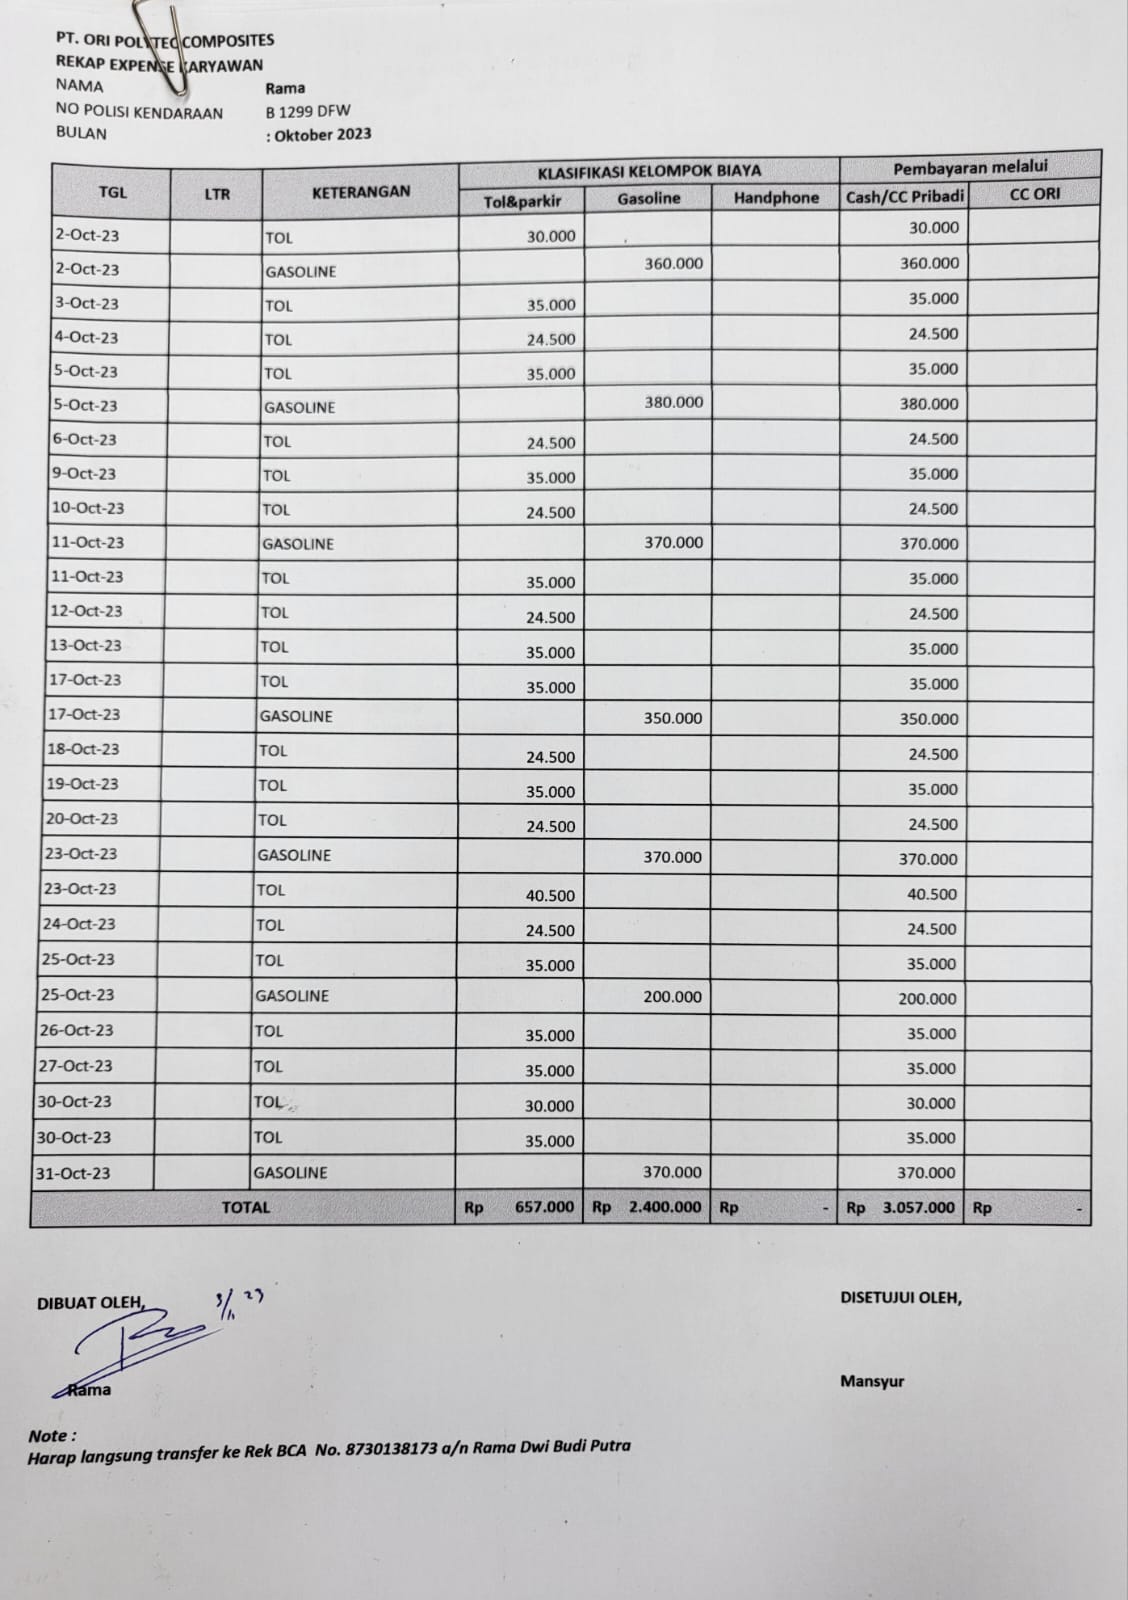 PT. ORI POLYTEC COMPOSITES
REKAP EXPENSE KARYAWAN
NAMA Rama
NO POLISI KENDARAAN B 1299 DFW
BULAN : Oktober 2023
TGL LTR KETERANGAN KLASIFIKASI KELOMPOK BIAYA Pembayaran melalui
Tol&parkir Gasoline Handphone Cash/CC Pribadi CC ORI
2-Oct-23 TOL 30.000 30.000
2-Oct-23 GASOLINE 360.000 360.000
3-Oct-23 TOL 35.000 35.000
4-Oct-23 TOL 24.500 24.500
5-Oct-23 TOL 35.000 35.000
5-Oct-23 GASOLINE 380.000 380.000
6-Oct-23 TOL 24.500 24.500
9-Oct-23 TOL 35.000 35.000
10-Oct-23 TOL 24.500 24.500
11-Oct-23 GASOLINE 370.000 370.000
11-Oct-23 TOL 35.000 35.000
12-Oct-23 TOL 24.500 24.500
13-Oct-23 TOL 35.000 35.000
17-Oct-23 TOL 35.000 35.000
17-Oct-23 GASOLINE 350.000 350.000
18-Oct-23 TOL 24.500 24.500
19-Oct-23 TOL 35.000 35.000
20-Oct-23 TOL 24.500 24.500
23-Oct-23 GASOLINE 370.000 370.000
23-Oct-23 TOL 40.500 40.500
24-Oct-23 TOL 24.500 24.500
25-Oct-23 TOL 35.000 35.000
25-Oct-23 GASOLINE 200.000 200.000
26-Oct-23 TOL 35.000 35.000
27-Oct-23 TOL 35.000 35.000
30-Oct-23 TOL 30.000 30.000
30-Oct-23 TOL 35.000 35.000
31-Oct-23 GASOLINE 370.000 370.000
TOTAL Rp 657.000 Rp 2.400.000 Rp - Rp 3.057.000 Rp -
DIBUAT OLEH, DISETUJUI OLEH,
Rama Mansyur
Note :
Harap langsung transfer ke Rek BCA No. 8730138173 a/n Rama Dwi Budi Putra